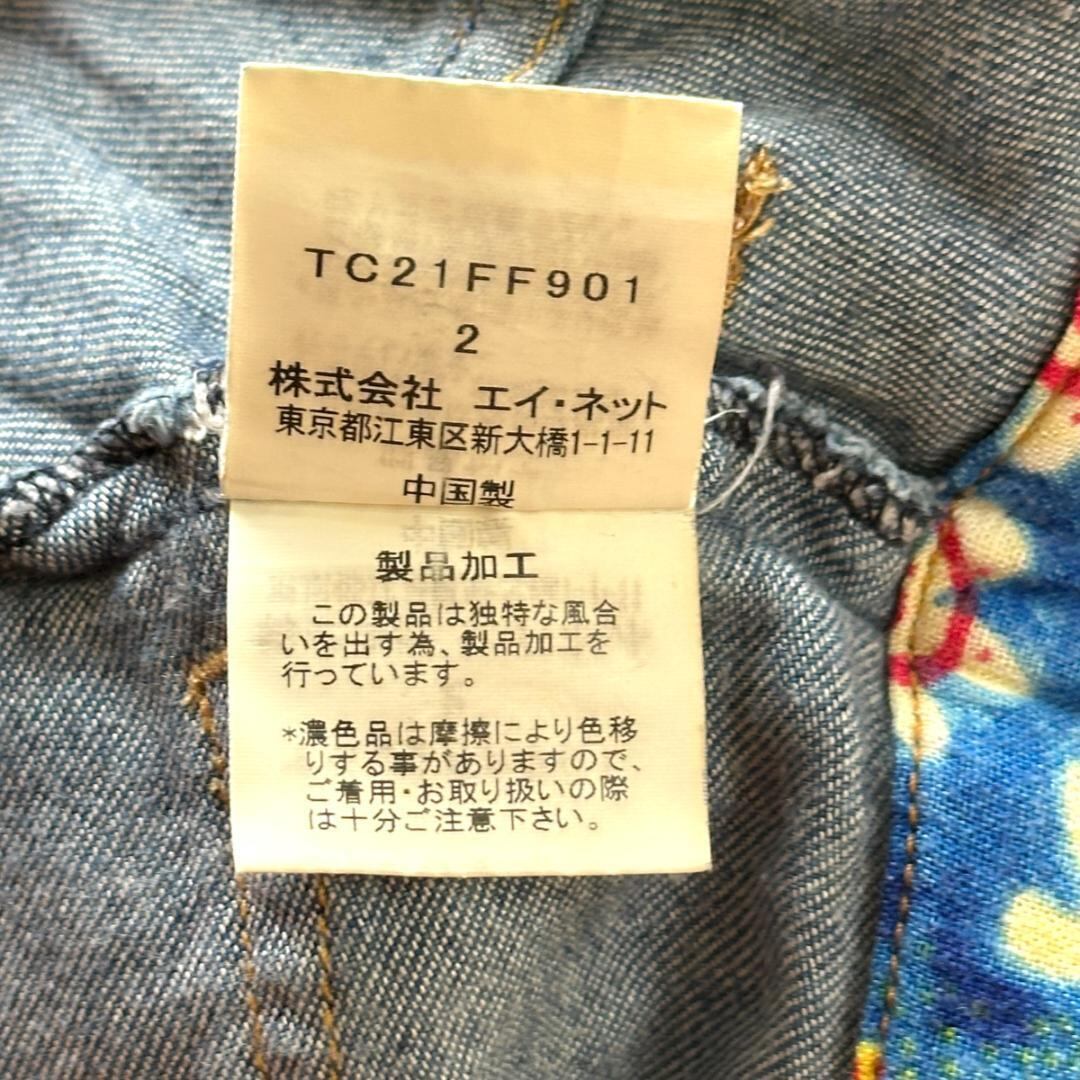 TC21FF901
2
株式会社 エイ・ネット
東京都江東区新大橋1-1-11
中国製
製品加工
この製品は独特な風合
いを出す為、製品加工を
行っています。
*濃色品は摩擦により色移
りする事がありますので、
ご着用・お取り扱いの際
は十分ご注意下さい。